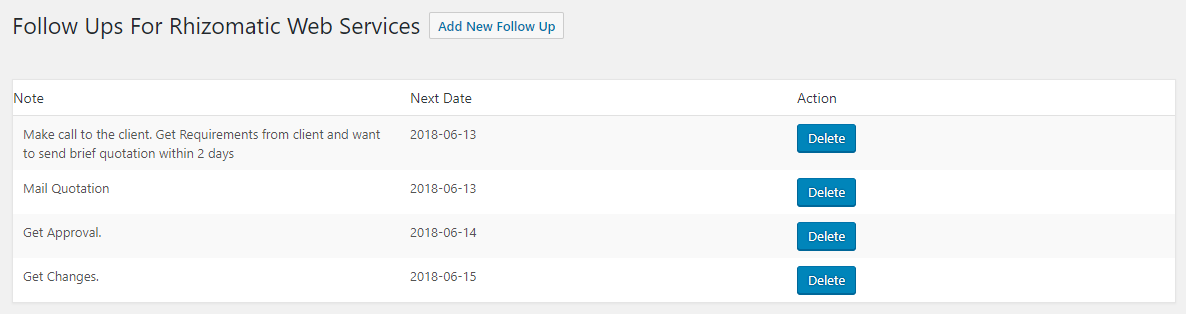 Follow Ups For Rhizomatic Web Services Add New Follow Up
Note Next Date Action
Make call to the client. Get Requirements from client and want 2018-06-13 Delete
to send brief quotation within 2 days
Mail Quotation 2018-06-13 Delete
Get Approval. 2018-06-14 Delete
Get Changes. 2018-06-15 Delete